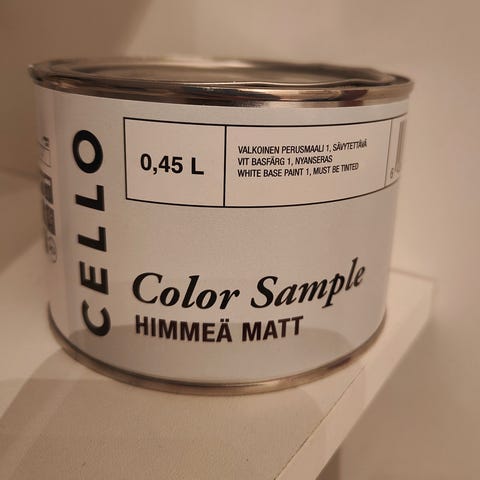 CELLO
0,45 L
VALKOINEN PERUSMAALI 1, SÄVYTETTÄVÄ
VIT BASFÄRG 1, NYANSERAS
WHITE BASE PAINT 1, MUST BE TINTED
Color Sample
HIMMEÄ MATT
6